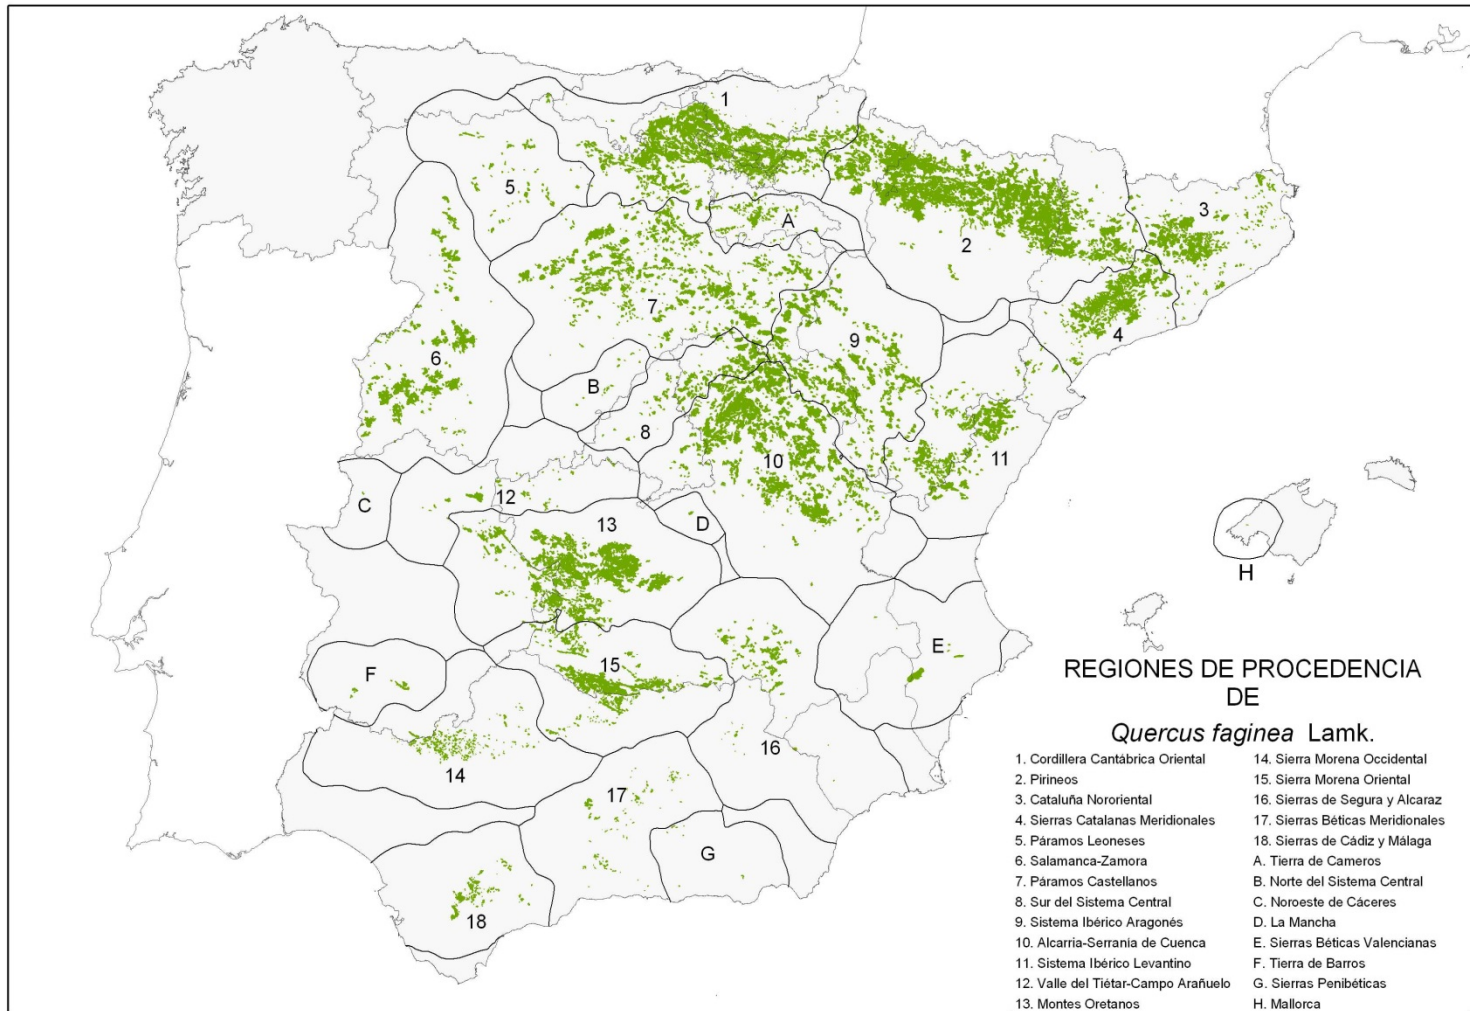 1
5
3
A
2
7
9
4
6
B
8
10
11
C
12
13
D
H
E
15
F
REGIONES DE PROCEDENCIA
DE
Quercus faginea Lamk.
16
14
17
G
18
1. Cordillera Cantábrica Oriental
2. Pirineos
3. Cataluña Nororiental
4. Sierras Catalanas Meridionales
5. Páramos Leoneses
6. Salamanca-Zamora
7. Páramos Castellanos
8. Sur del Sistema Central
9. Sistema Ibérico Aragonés
10. Alcarria-Serranía de Cuenca
11. Sistema Ibérico Levantino
12. Valle del Tiétar-Campo Arañuelo
13. Montes Oretanos
14. Sierra Morena Occidental
15. Sierra Morena Oriental
16. Sierras de Segura y Alcaraz
17. Sierras Béticas Meridionales
18. Sierras de Cádiz y Málaga
A. Tierra de Cameros
B. Norte del Sistema Central
C. Noroeste de Cáceres
D. La Mancha
E. Sierras Béticas Valencianas
F. Tierra de Barros
G. Sierras Penibéticas
H. Mallorca